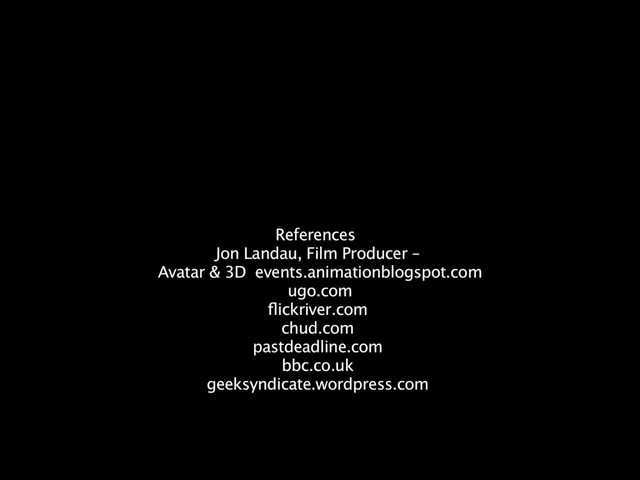 References
Jon Landau, Film Producer –
Avatar & 3D  events.animationblogspot.com
ugo.com
flickriver.com
chud.com
pastdeadline.com
bbc.co.uk
geeksyndicate.wordpress.com